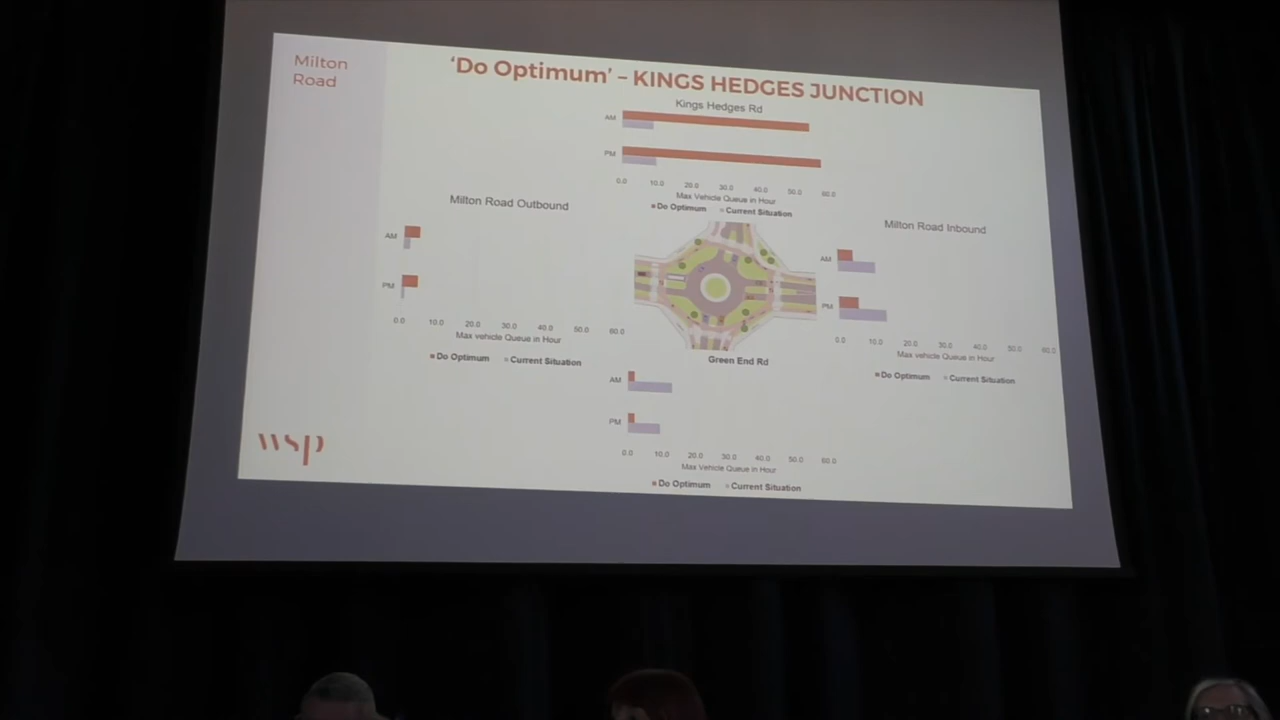 Milton
Road
‘Do Optimum’ – KINGS HEDGES JUNCTION
Kings Hedges Rd
AM
PM
0.0 10.0 20.0 30.0 40.0 50.0 60.0
Max Vehicle Queue in Hour
Do Optimum Current Situation
Milton Road Outbound
AM
PM
0.0 10.0 20.0 30.0 40.0 50.0 60.0
Max vehicle Queue in Hour
Do Optimum Current Situation
Milton Road Inbound
AM
PM
0.0 10.0 20.0 30.0 40.0 50.0 60.0
Max vehicle Queue in Hour
Do Optimum Current Situation
Green End Rd
AM
PM
0.0 10.0 20.0 30.0 40.0 50.0 60.0
Max Vehicle Queue in Hour
Do Optimum Current Situation
wsp